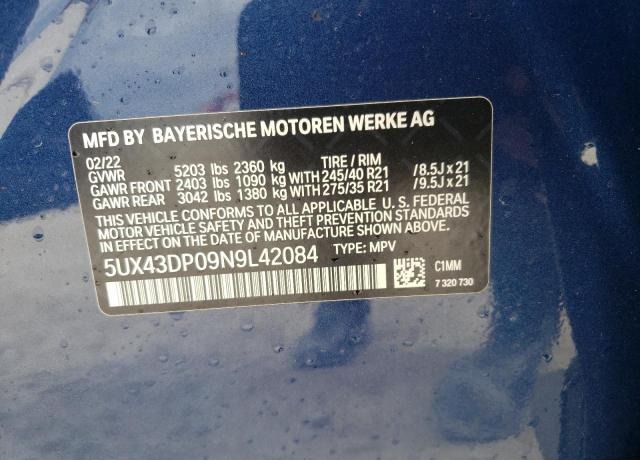 MFD BY BAYERISCHE MOTOREN WERKE AG
02/22
GVWR 5203 lbs 2360 kg TIRE / RIM
GAWR FRONT 2403 lbs 1090 kg WITH 245/40 R21 /8.5J x 21
GAWR REAR 3042 lbs 1380 kg WITH 275/35 R21 /9.5J x 21
THIS VEHICLE CONFORMS TO ALL APPLICABLE U. S. FEDERAL
MOTOR VEHICLE SAFETY AND THEFT PREVENTION STANDARDS
IN EFFECT ON THE DATE OF MANUFACTURE SHOWN ABOVE.
5UX43DP09N9L42084 TYPE: MPV
C1MM
7 320 730